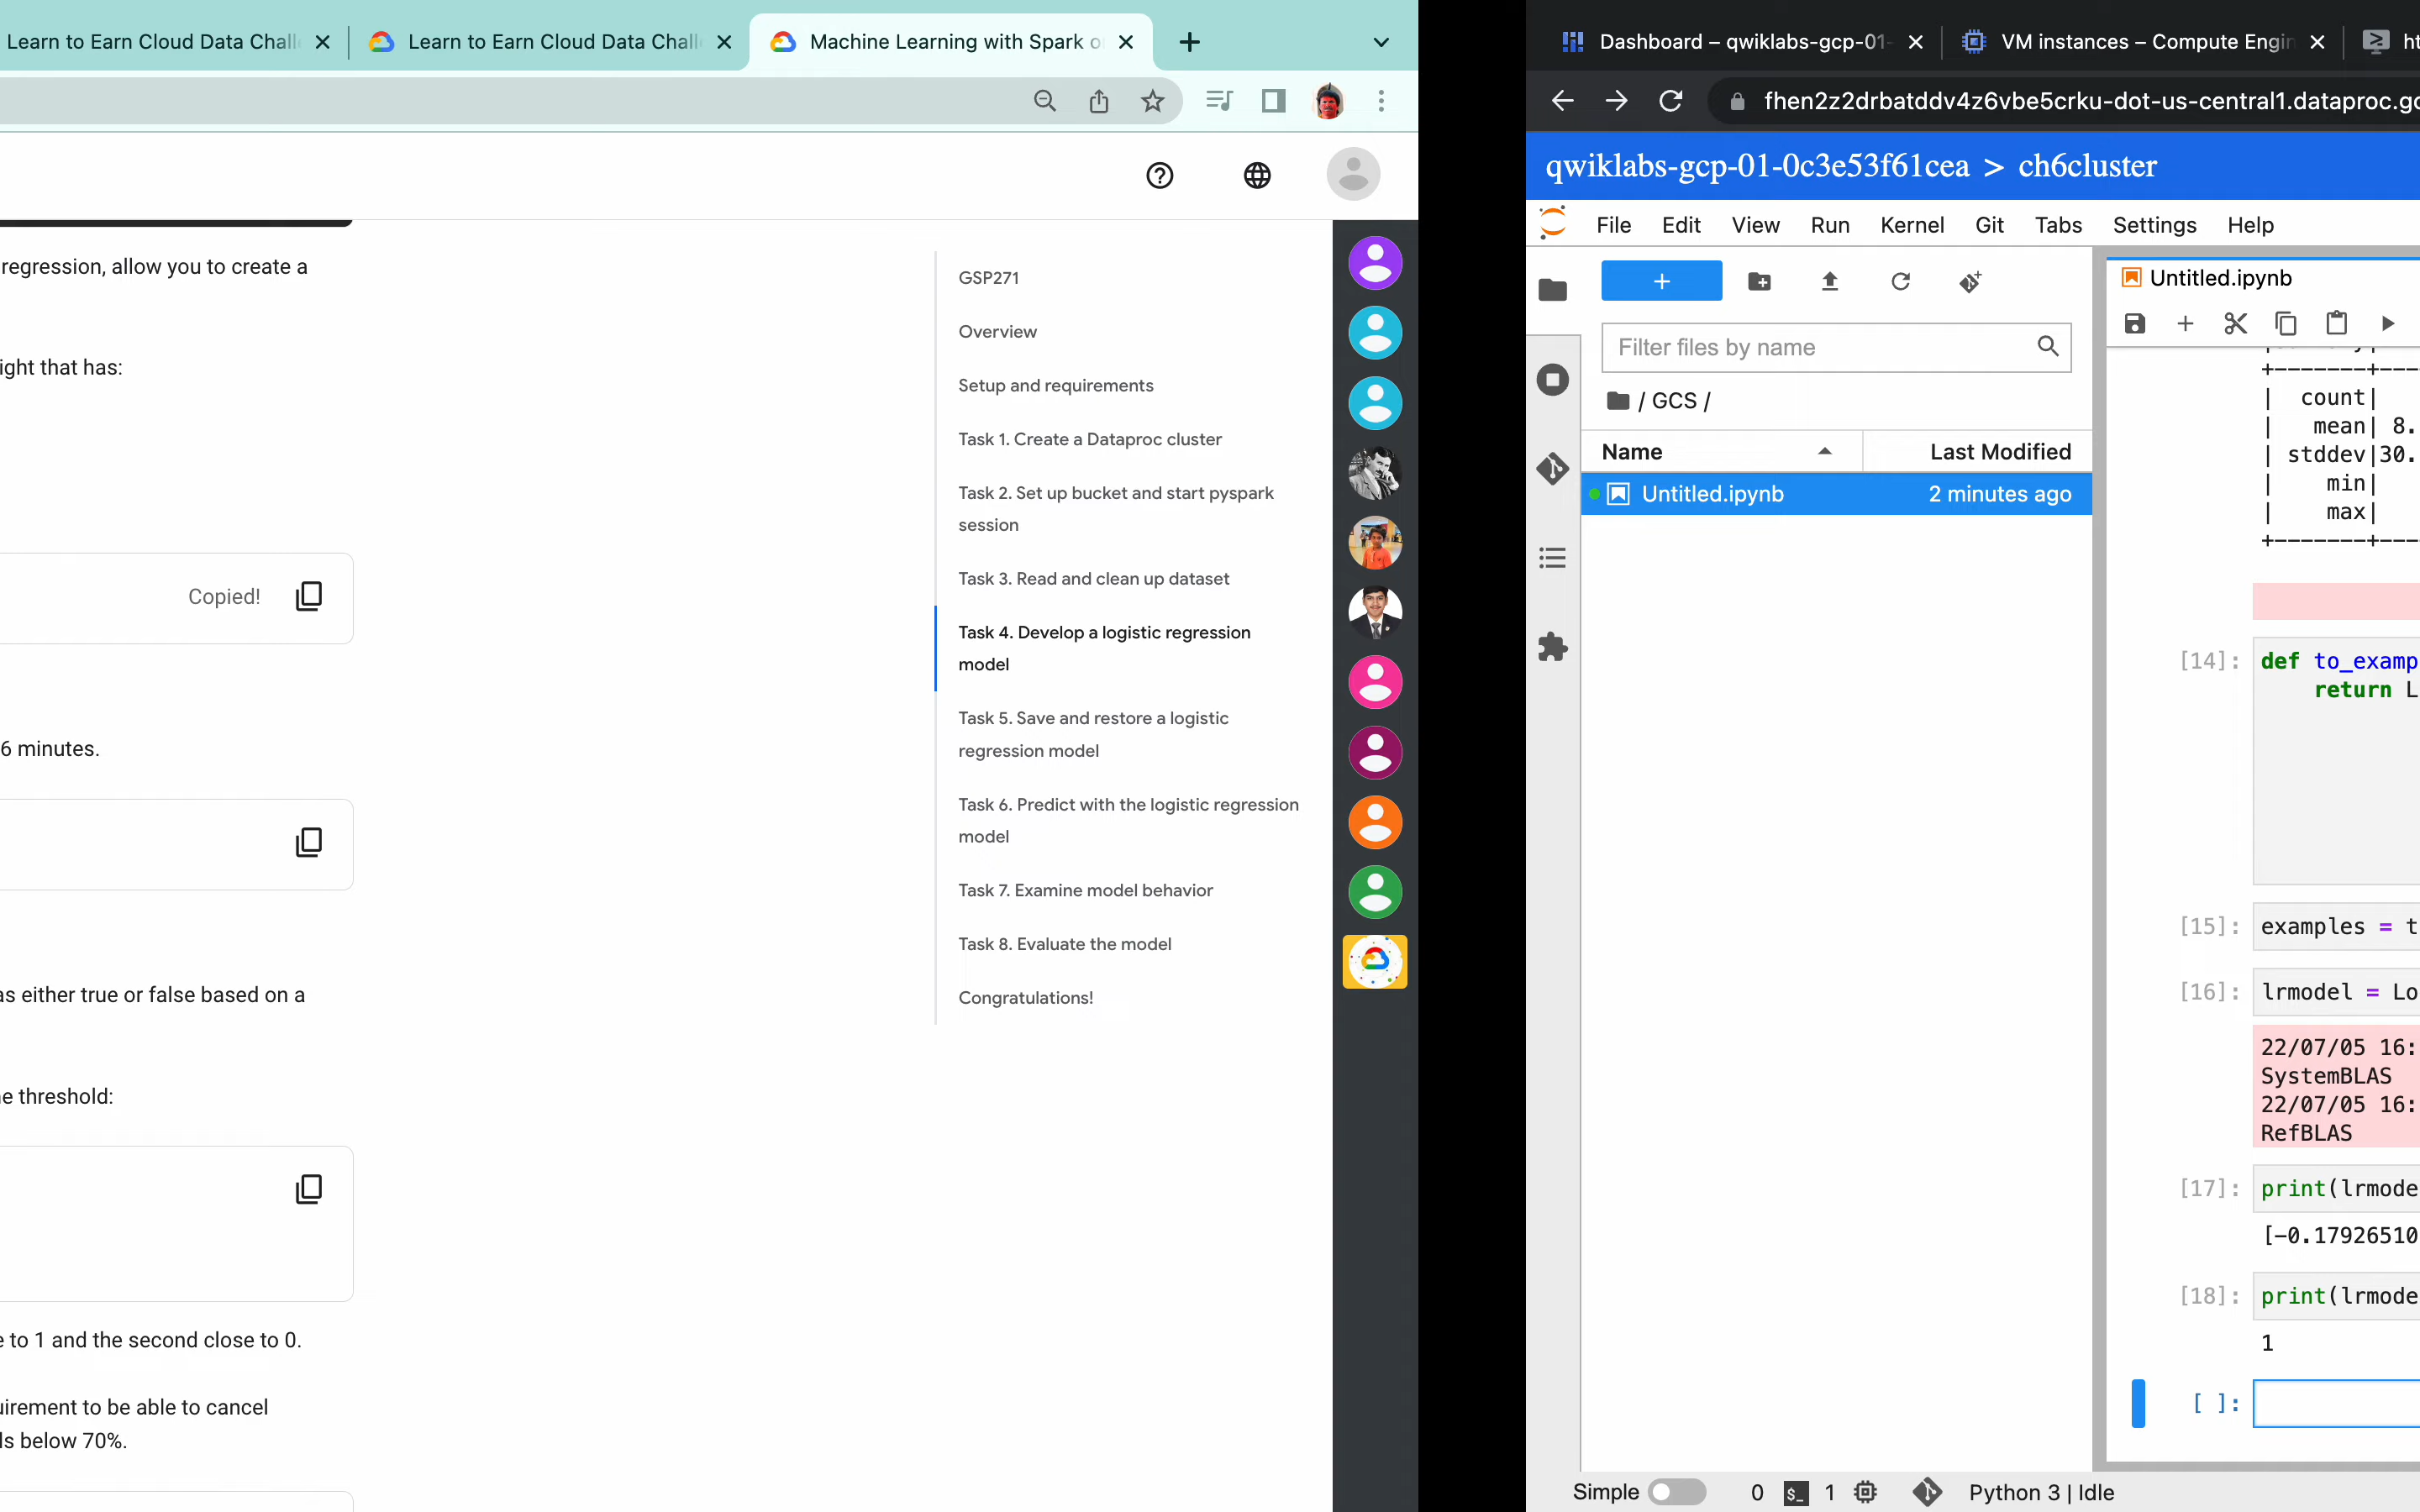 Learn to Earn Cloud Data Chall
Learn to Earn Cloud Data Chall
Machine Learning with Spark o
regression, allow you to create a
ight that has:
Copied!
6 minutes.
as either true or false based on a
e threshold:
e to 1 and the second close to 0.
uirement to be able to cancel
ls below 70%.
GSP271
Overview
Setup and requirements
Task 1. Create a Dataproc cluster
Task 2. Set up bucket and start pyspark
session
Task 3. Read and clean up dataset
Task 4. Develop a logistic regression
model
Task 5. Save and restore a logistic
regression model
Task 6. Predict with the logistic regression
model
Task 7. Examine model behavior
Task 8. Evaluate the model
Congratulations!
Dashboard – qwiklabs-gcp-01-
VM instances – Compute Engin
ht
fhen2z2drbatddv4z6vbe5crku-dot-us-central1.dataproc.go
qwiklabs-gcp-01-0c3e53f61cea > ch6cluster
File Edit View Run Kernel Git Tabs Settings Help
Filter files by name
/ GCS /
Name Last Modified
Untitled.ipynb 2 minutes ago
Untitled.ipynb
+-------+---
| count|
| mean| 8.
| stddev|30.
| min|
| max|
+-------+---
[14]: def to_examp
return L
[15]: examples = t
[16]: lrmodel = Lo
22/07/05 16:
SystemBLAS
22/07/05 16:
RefBLAS
[17]: print(lrmode
[-0.17926510
[18]: print(lrmode
1
[ ]:
Simple 0 $_ 1 Python 3 | Idle